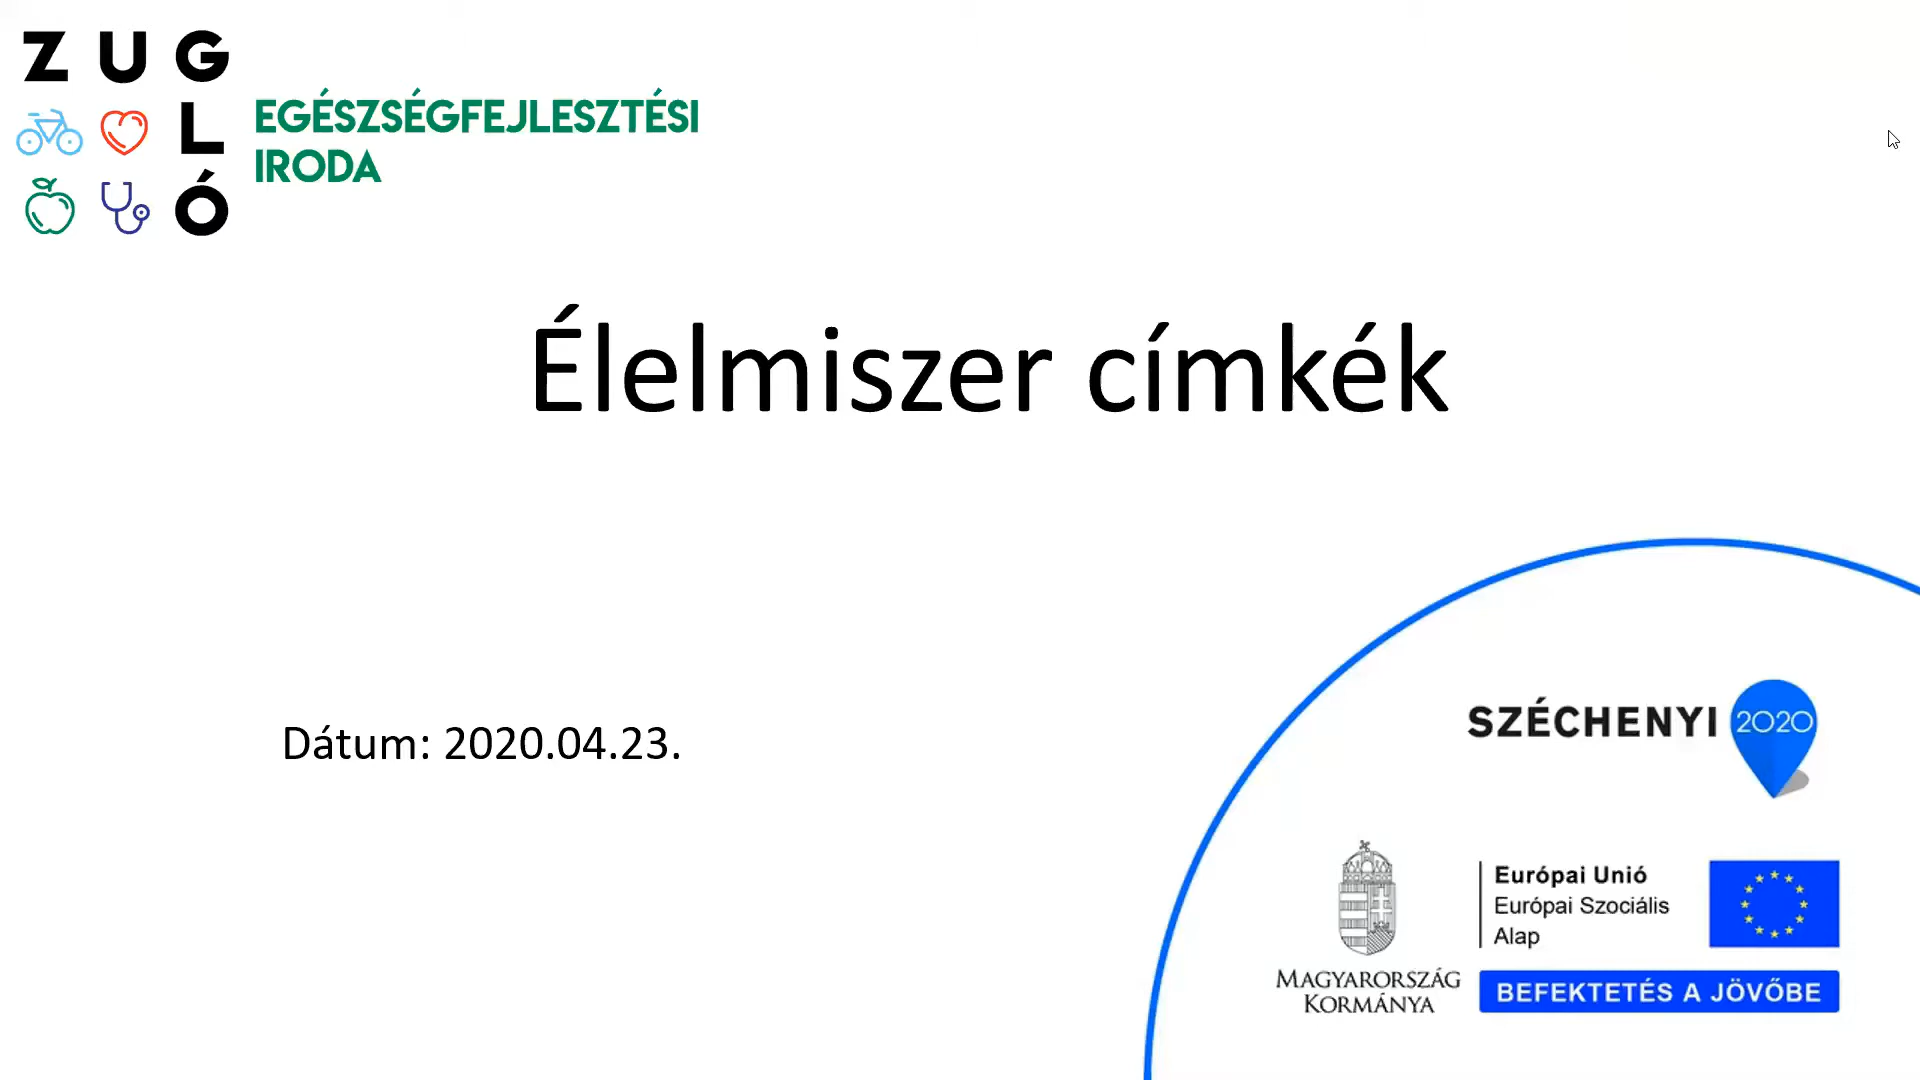 ZUG
L
Ó
EGÉSZSÉGFEJLESZTÉSI
IRODA
Élelmiszer címkék
Dátum: 2020.04.23.
SZÉCHENYI 2020
MAGYARORSZÁG
KORMÁNYA
Európai Unió
Európai Szociális
Alap
BEFEKTETÉS A JÖVŐBE